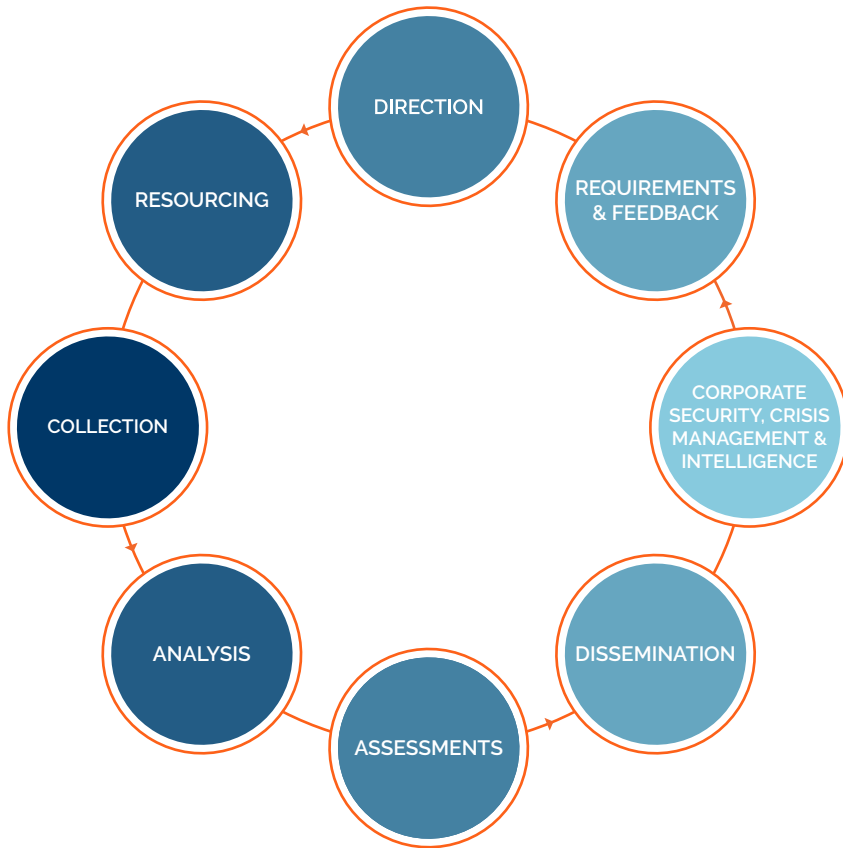 DIRECTION
REQUIREMENTS
& FEEDBACK
RESOURCING
CORPORATE
SECURITY, CRISIS
MANAGEMENT &
INTELLIGENCE
COLLECTION
DISSEMINATION
ANALYSIS
ASSESSMENTS